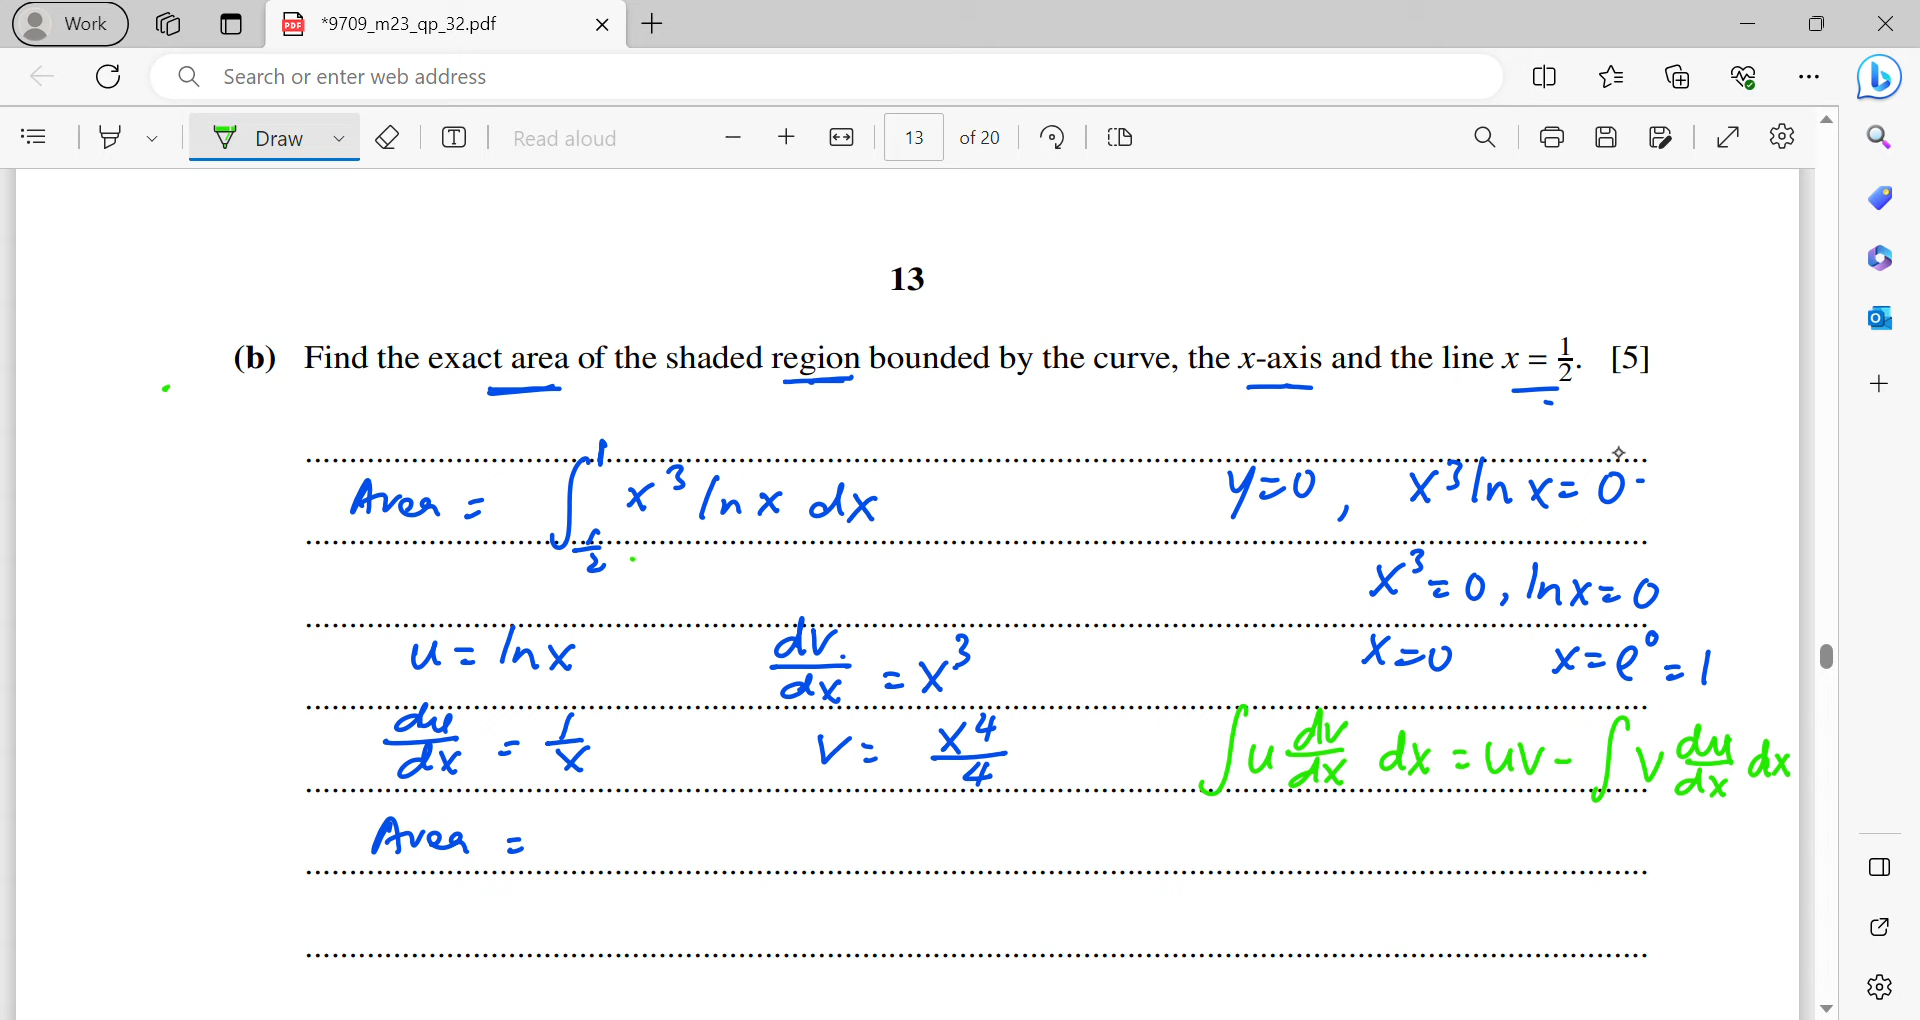 Work
*9709_m23_qp_32.pdf
Search or enter web address
Draw
Read aloud
13 of 20
13
(b) Find the exact area of the shaded region bounded by the curve, the x-axis and the line x = 1/2. [5]
Area = ∫_{1/2}^{1} x³ ln x dx
y=0, x³ ln x = 0
x³=0, ln x = 0
u = ln x
dv/dx = x³
x=0 x=e⁰=1
du/dx = 1/x
v = x⁴/4
∫u dv/dx dx = uv - ∫v du/dx dx
Area =